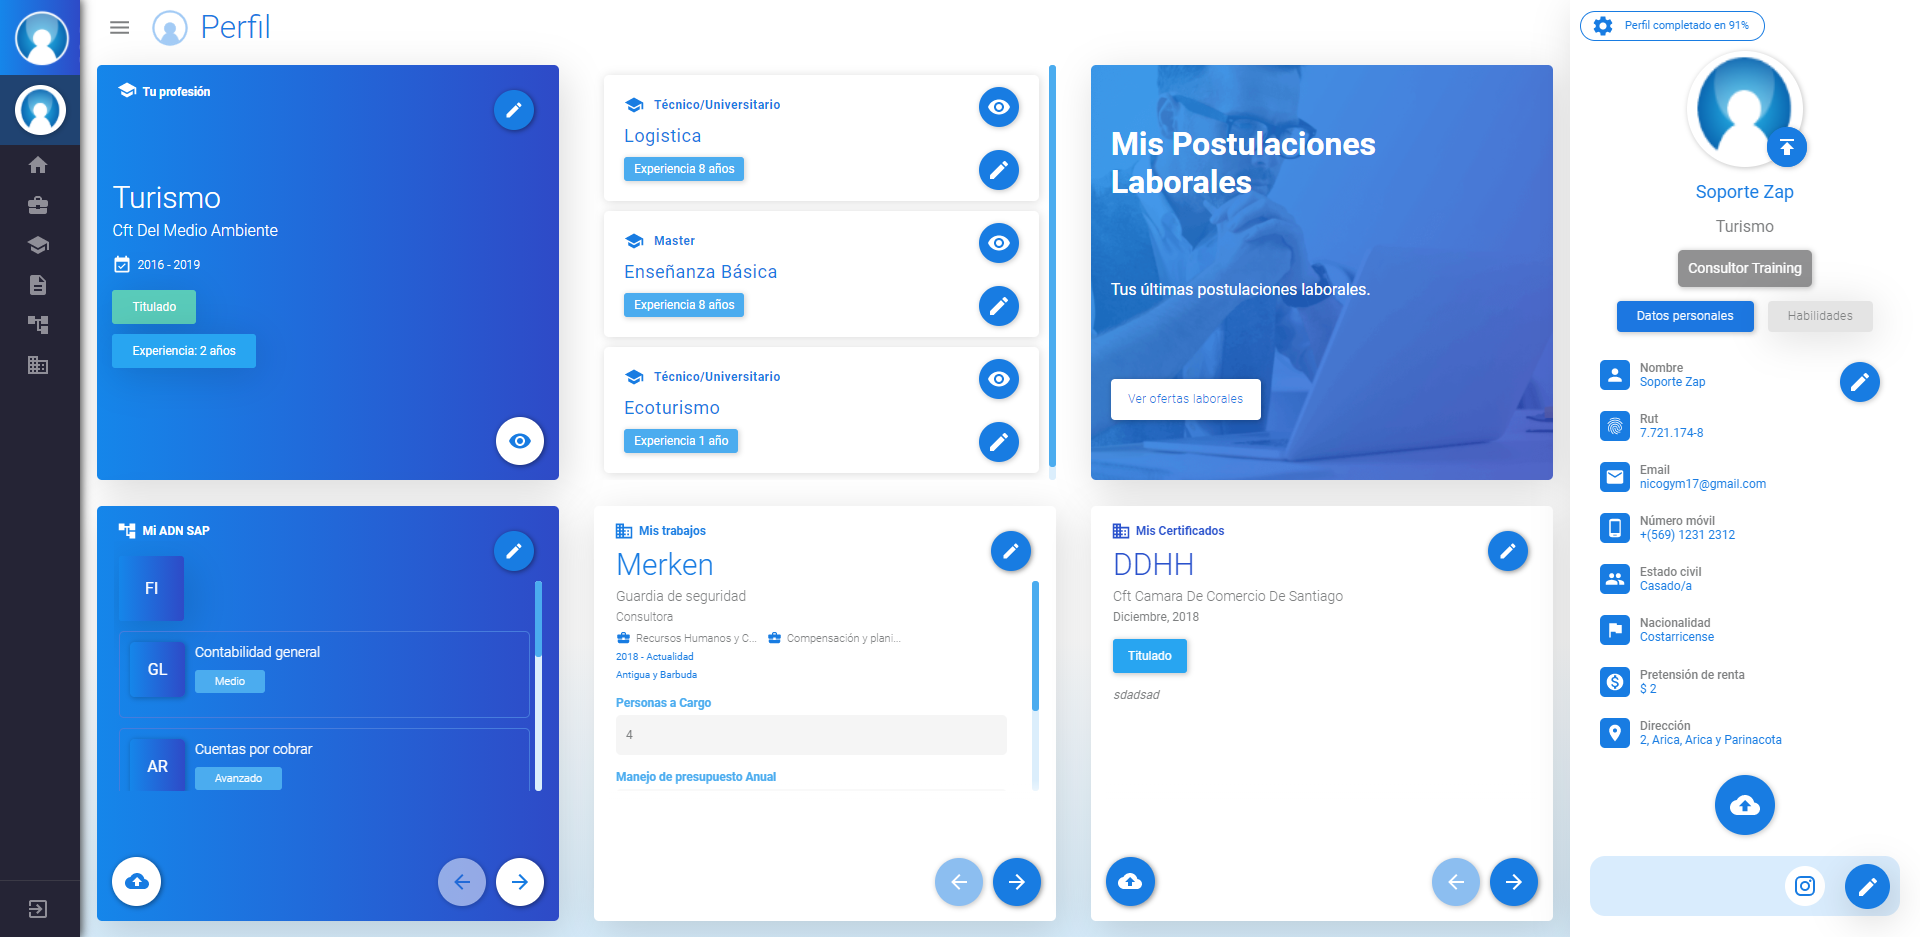 Perfil
Tu profesión
Turismo
Cft Del Medio Ambiente
2016 - 2019
Titulado
Experiencia: 2 años
Técnico/Universitario
Logistica
Experiencia 8 años
Master
Enseñanza Básica
Experiencia 8 años
Técnico/Universitario
Ecoturismo
Experiencia 1 año
Mis Postulaciones
Laborales
Tus últimas postulaciones laborales.
Ver ofertas laborales
Mi ADN SAP
FI
GL
Contabilidad general
Medio
AR
Cuentas por cobrar
Avanzado
Mis trabajos
Merken
Guardia de seguridad
Consultora
Recursos Humanos y C... Compensación y plani...
2018 - Actualidad
Antigua y Barbuda
Personas a Cargo
4
Manejo de presupuesto Anual
Mis Certificados
DDHH
Cft Camara De Comercio De Santiago
Diciembre, 2018
Titulado
sdadsad
Perfil completado en 91%
Soporte Zap
Turismo
Consultor Training
Datos personales Habilidades
Nombre
Soporte Zap
Rut
7.721.174-8
Email
nicogym17@gmail.com
Número móvil
+(569) 1231 2312
Estado civil
Casado/a
Nacionalidad
Costarricense
Pretensión de renta
$ 2
Dirección
2, Arica, Arica y Parinacota